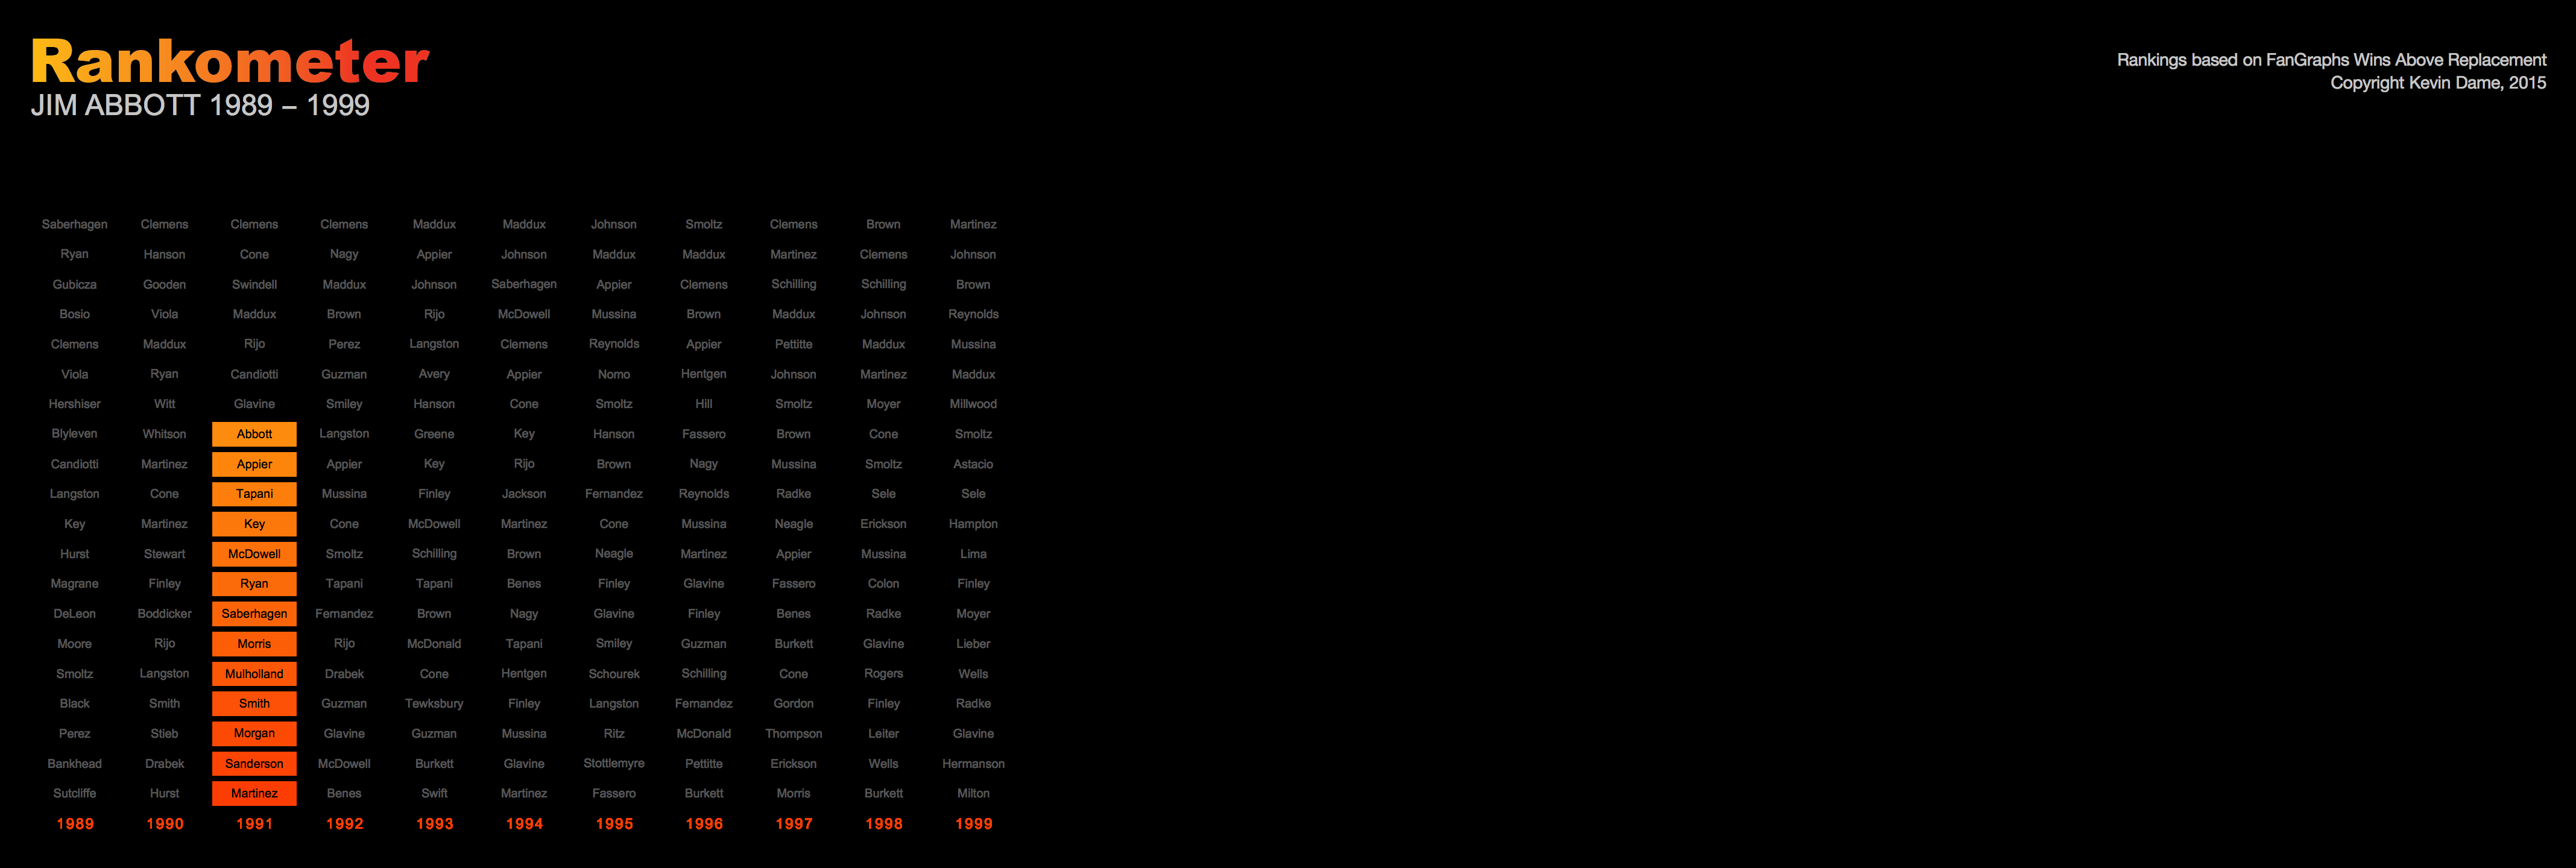 Rankometer
JIM ABBOTT 1989 – 1999
Rankings based on FanGraphs Wins Above Replacement
Copyright Kevin Dame, 2015
Saberhagen Clemens Clemens Clemens Maddux Maddux Johnson Smoltz Clemens Brown Martinez
Ryan Hanson Cone Nagy Appier Johnson Maddux Maddux Martinez Clemens Johnson
Gubicza Gooden Swindell Maddux Johnson Saberhagen Appier Clemens Schilling Schilling Brown
Bosio Viola Maddux Brown Rijo McDowell Mussina Brown Maddux Johnson Reynolds
Clemens Maddux Rijo Perez Langston Clemens Reynolds Appier Pettitte Maddux Mussina
Viola Ryan Candiotti Guzman Avery Appier Nomo Hentgen Johnson Martinez Maddux
Hershiser Witt Glavine Smiley Hanson Cone Smoltz Hill Smoltz Moyer Millwood
Blyleven Whitson Abbott Langston Greene Key Hanson Fassero Brown Cone Smoltz
Candiotti Martinez Appier Appier Key Rijo Brown Nagy Mussina Smoltz Astacio
Langston Cone Tapani Mussina Finley Jackson Fernandez Reynolds Radke Sele Sele
Key Martinez Key Cone McDowell Martinez Cone Mussina Neagle Erickson Hampton
Hurst Stewart McDowell Smoltz Schilling Brown Neagle Martinez Appier Mussina Lima
Magrane Finley Ryan Tapani Tapani Benes Finley Glavine Fassero Colon Finley
DeLeon Boddicker Saberhagen Fernandez Brown Nagy Glavine Finley Benes Radke Moyer
Moore Rijo Morris Rijo McDonald Tapani Smiley Guzman Burkett Glavine Lieber
Smoltz Langston Mulholland Drabek Cone Hentgen Schourek Schilling Cone Rogers Wells
Black Smith Smith Guzman Tewksbury Finley Langston Fernandez Gordon Finley Radke
Perez Stieb Morgan Glavine Guzman Mussina Ritz McDonald Thompson Leiter Glavine
Bankhead Drabek Sanderson McDowell Burkett Glavine Stottlemyre Pettitte Erickson Wells Hermanson
Sutcliffe Hurst Martinez Benes Swift Martinez Fassero Burkett Morris Burkett Milton
1989 1990 1991 1992 1993 1994 1995 1996 1997 1998 1999